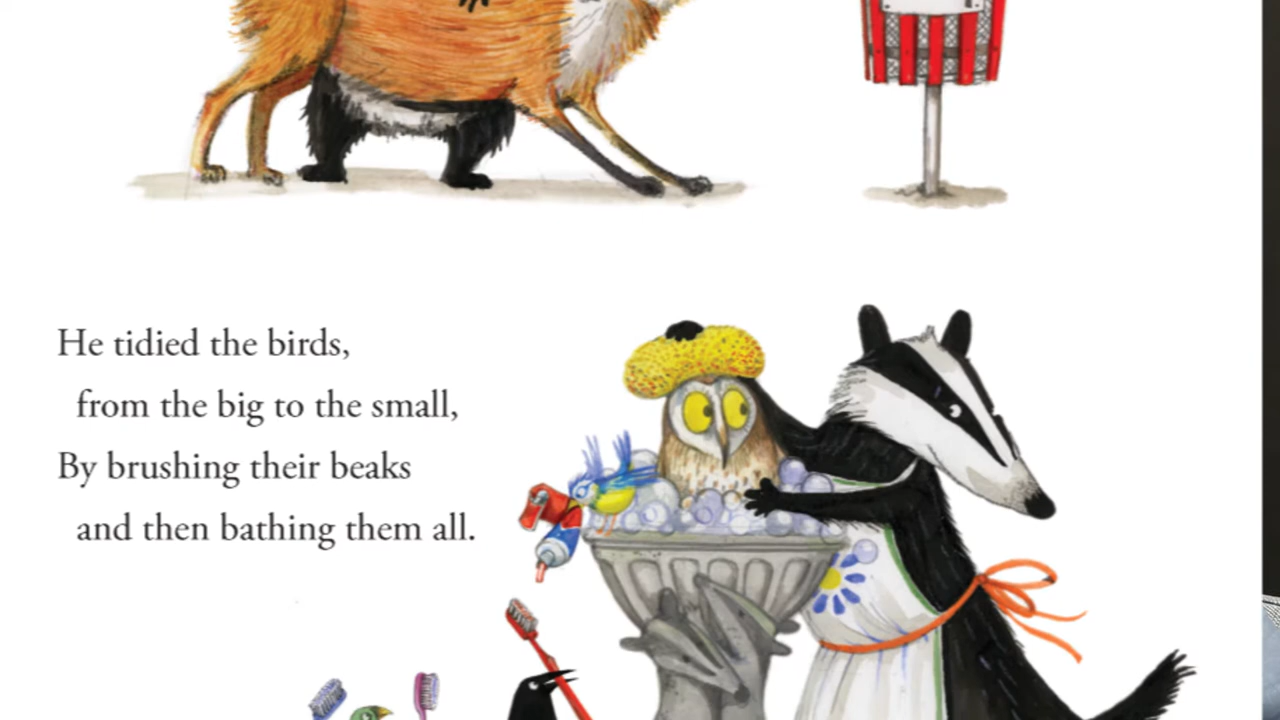 He tidied the birds,
from the big to the small,
By brushing their beaks
and then bathing them all.